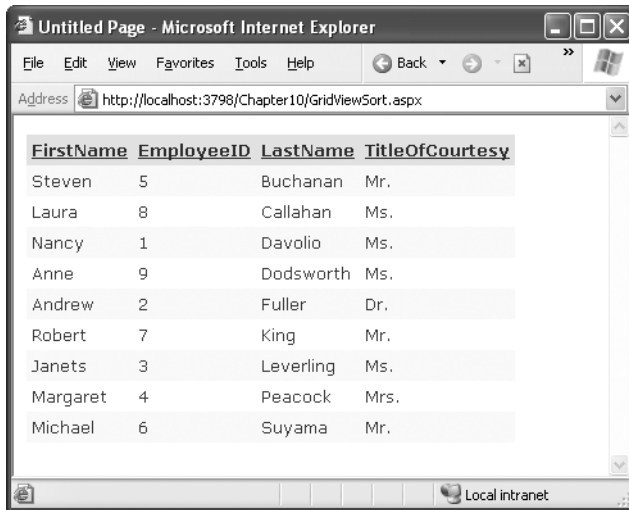 Untitled Page - Microsoft Internet Explorer
File Edit View Favorites Tools Help Back »
Address http://localhost:3798/Chapter10/GridViewSort.aspx
FirstName EmployeeID LastName TitleOfCourtesy
Steven 5 Buchanan Mr.
Laura 8 Callahan Ms.
Nancy 1 Davolio Ms.
Anne 9 Dodsworth Ms.
Andrew 2 Fuller Dr.
Robert 7 King Mr.
Janets 3 Leverling Ms.
Margaret 4 Peacock Mrs.
Michael 6 Suyama Mr.
Local intranet